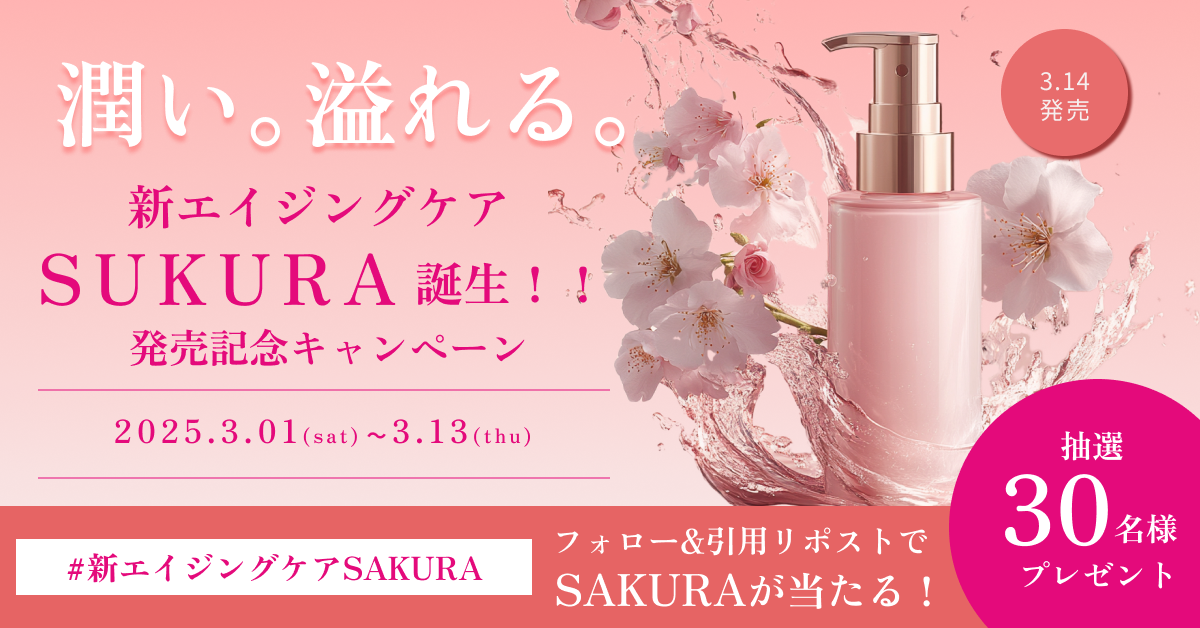 潤い。溢れる。
3.14
発売
新エイジングケア
SUKURA 誕生！！
発売記念キャンペーン
2025.3.01(sat)～3.13(thu)
#新エイジングケアSAKURA
フォロー&引用リポストで
SAKURAが当たる！
抽選
30名様
プレゼント